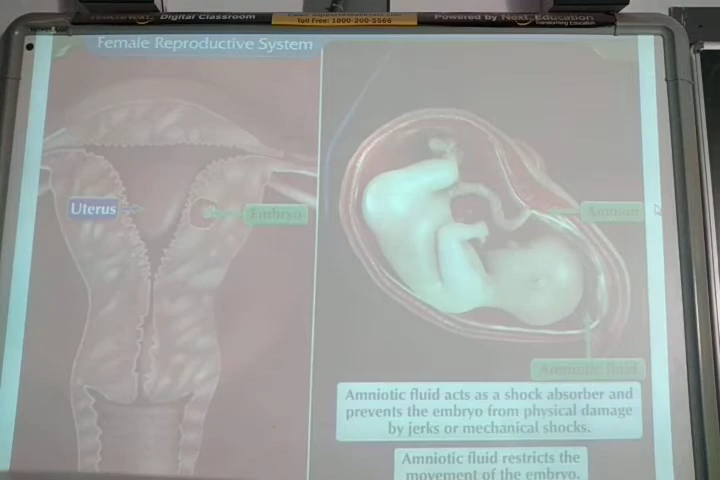 Digital Classroom
Toll Free: 1800-200-5566
Powered by Next Education
Transforming Education
Female Reproductive System
Uterus
Embryo
Amnion
Amniotic fluid
Amniotic fluid acts as a shock absorber and
prevents the embryo from physical damage
by jerks or mechanical shocks.
Amniotic fluid restricts the
movement of the embryo.